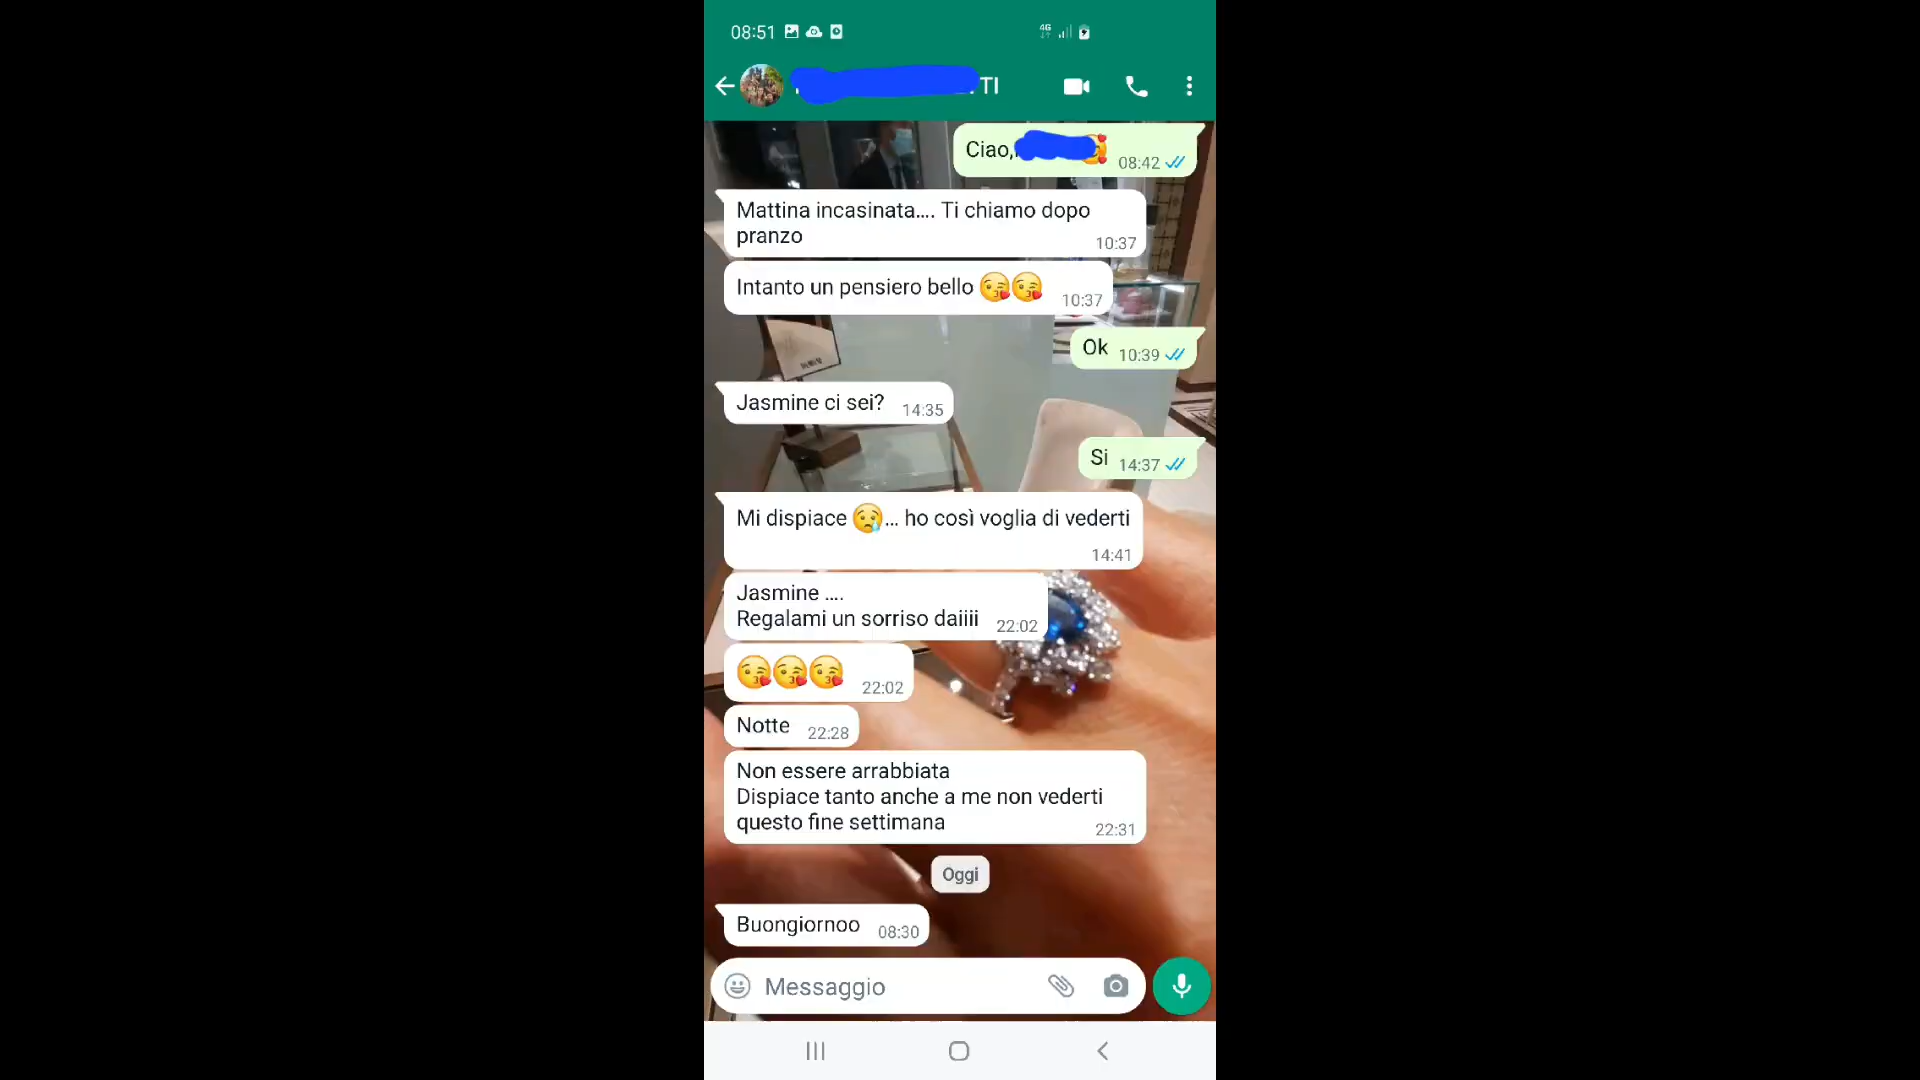 08:51
4G
TI
Ciao, 🥰 08:42
Mattina incasinata.... Ti chiamo dopo
pranzo 10:37
Intanto un pensiero bello 😘😘 10:37
Ok 10:39
Jasmine ci sei? 14:35
Si 14:37
Mi dispiace 😢... ho così voglia di vederti
14:41
Jasmine ....
Regalami un sorriso daiiii 22:02
😘😘😘 22:02
Notte 22:28
Non essere arrabbiata
Dispiace tanto anche a me non vederti
questo fine settimana 22:31
Oggi
Buongiornoo 08:30
Messaggio